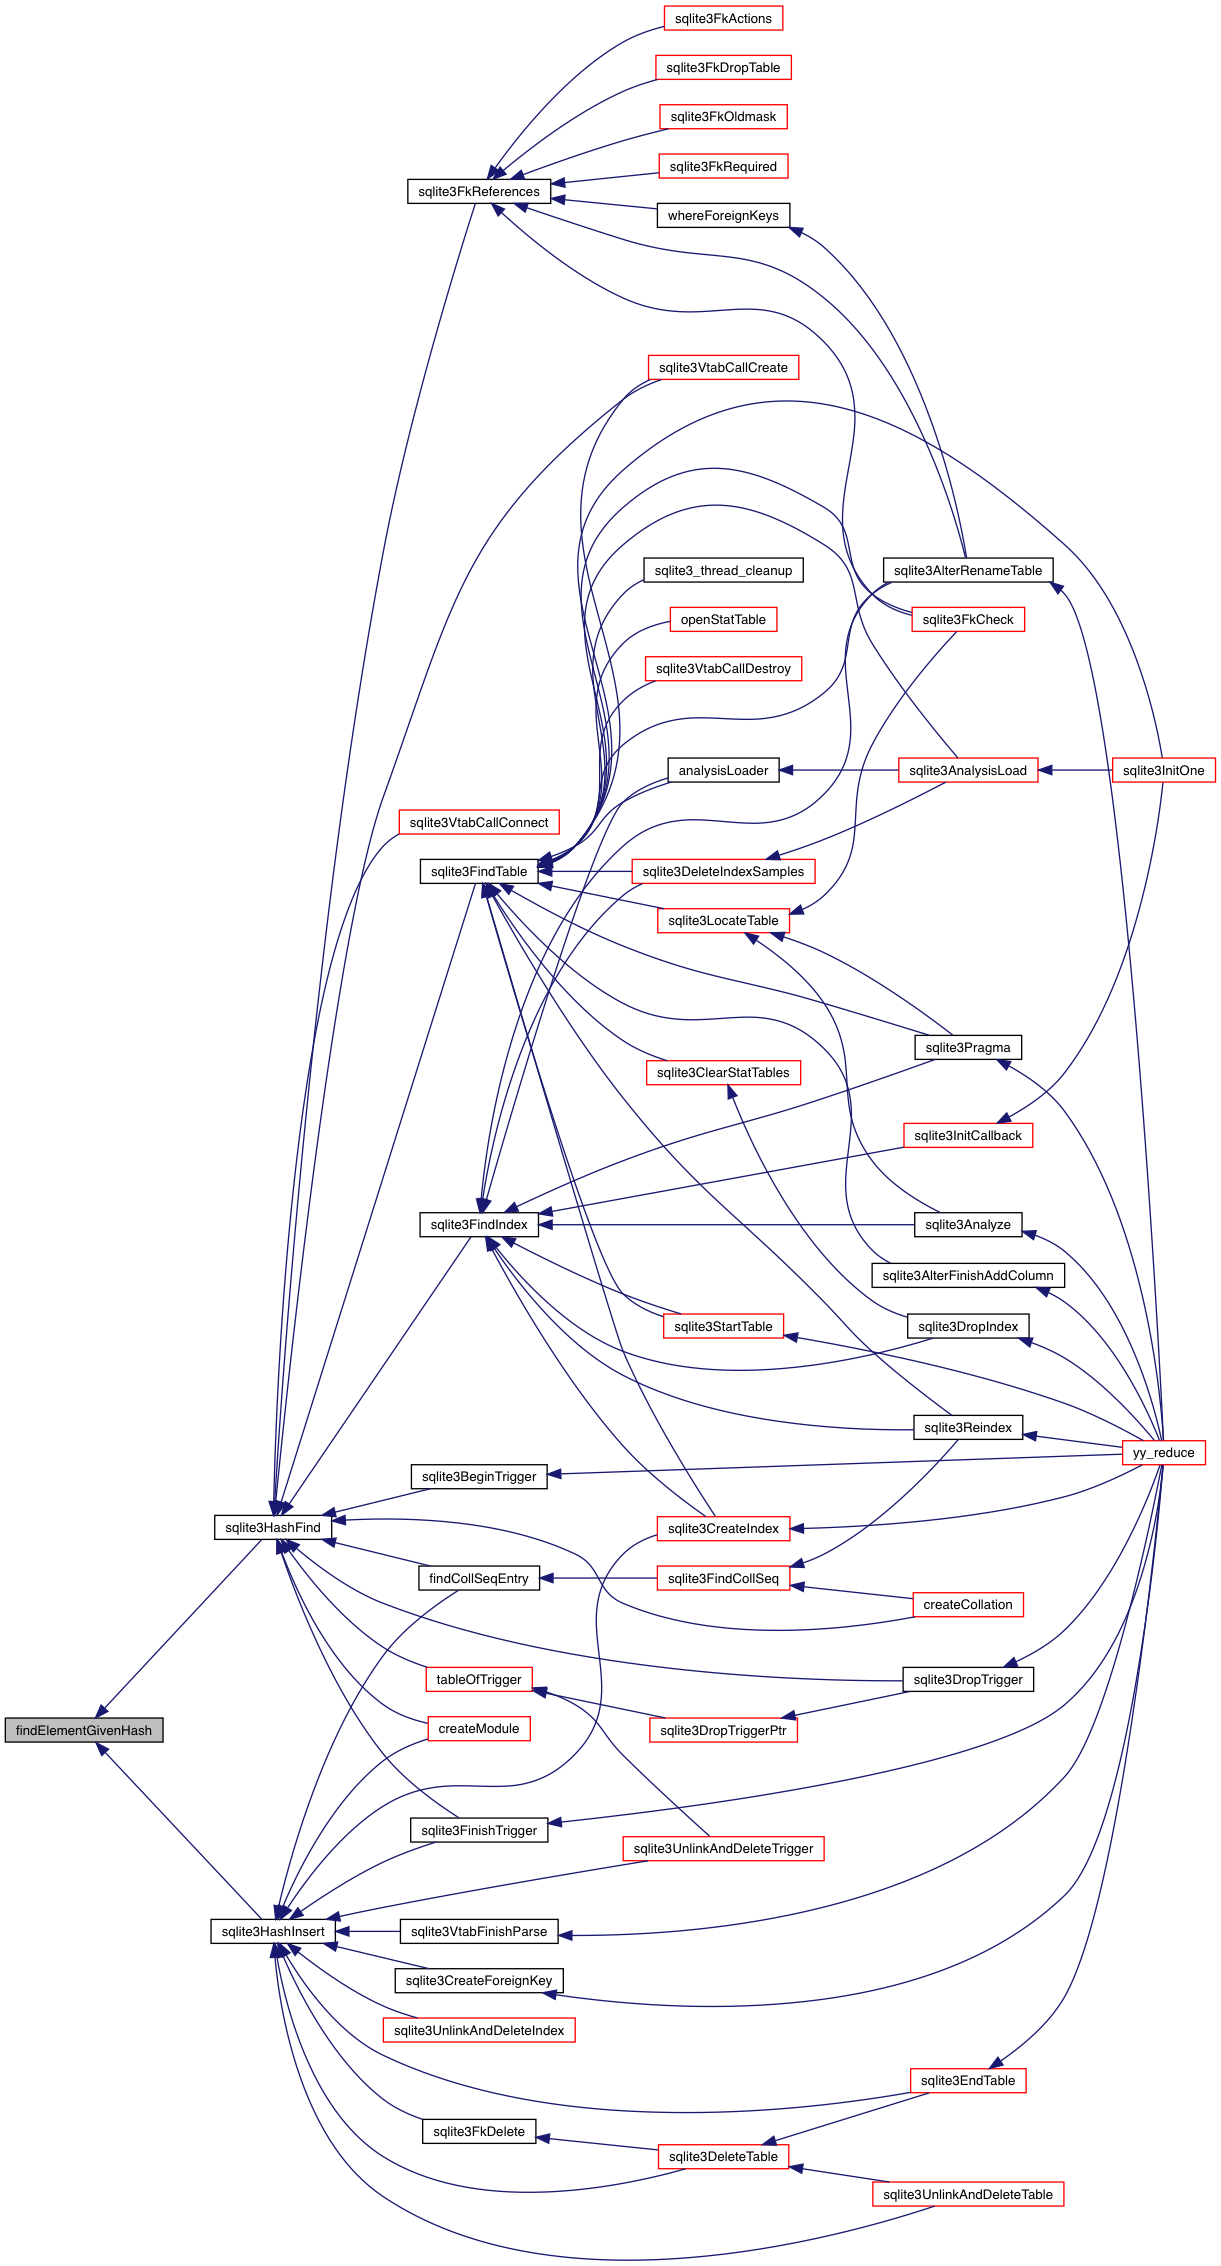 sqlite3FkActions
sqlite3FkDropTable
sqlite3FkOldmask
sqlite3FkRequired
sqlite3FkReferences
whereForeignKeys
sqlite3VtabCallCreate
sqlite3_thread_cleanup
sqlite3AlterRenameTable
openStatTable
sqlite3FkCheck
sqlite3VtabCallDestroy
analysisLoader
sqlite3AnalysisLoad
sqlite3InitOne
sqlite3VtabCallConnect
sqlite3FindTable
sqlite3DeleteIndexSamples
sqlite3LocateTable
sqlite3Pragma
sqlite3ClearStatTables
sqlite3InitCallback
sqlite3FindIndex
sqlite3Analyze
sqlite3AlterFinishAddColumn
sqlite3StartTable
sqlite3DropIndex
sqlite3Reindex
yy_reduce
sqlite3BeginTrigger
sqlite3HashFind
sqlite3CreateIndex
findCollSeqEntry
sqlite3FindCollSeq
createCollation
tableOfTrigger
sqlite3DropTrigger
findElementGivenHash
createModule
sqlite3DropTriggerPtr
sqlite3FinishTrigger
sqlite3UnlinkAndDeleteTrigger
sqlite3HashInsert
sqlite3VtabFinishParse
sqlite3CreateForeignKey
sqlite3UnlinkAndDeleteIndex
sqlite3EndTable
sqlite3FkDelete
sqlite3DeleteTable
sqlite3UnlinkAndDeleteTable